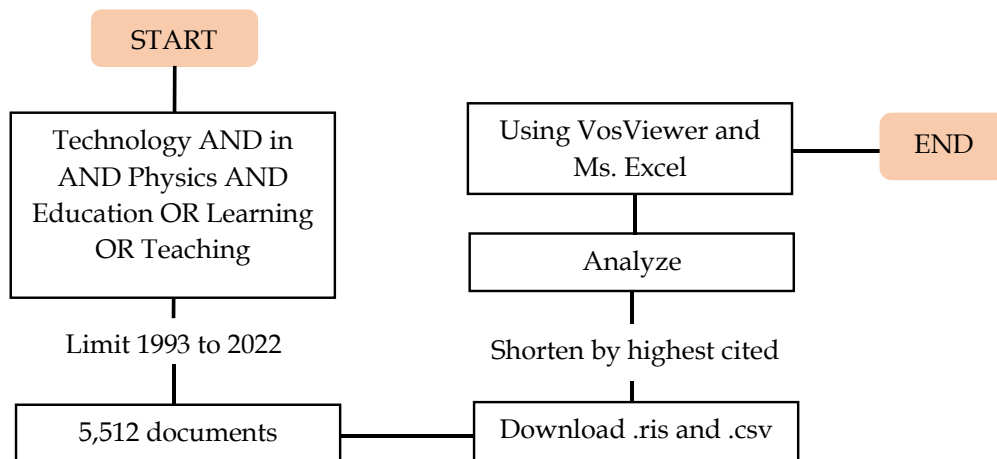 START
Technology AND in
AND Physics AND
Education OR Learning
OR Teaching
Limit 1993 to 2022
5,512 documents
Download .ris and .csv
Shorten by highest cited
Analyze
Using VosViewer and
Ms. Excel
END